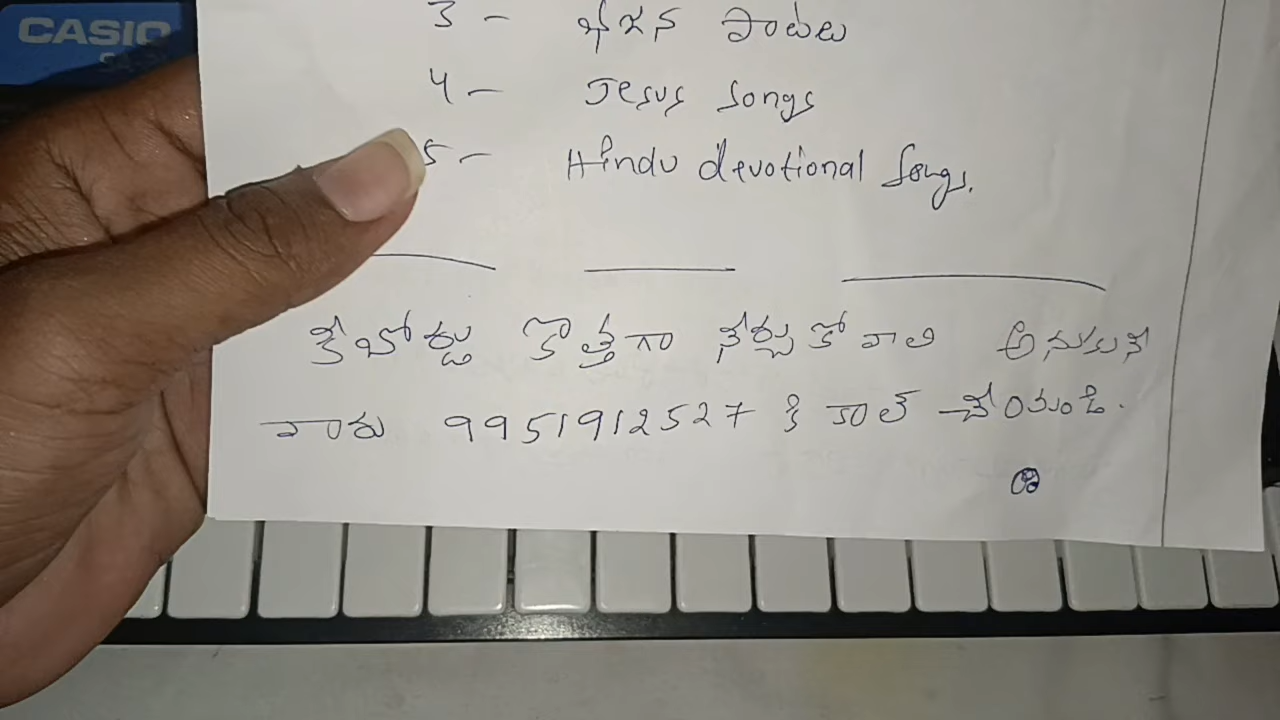 CASIO
3 - భజన పాటలు
4 - Jesus songs
5 - Hindu devotional songs.
కీబోర్డు కొత్తగా నేర్చుకోవాలి అనుకునే
వారు 9951912527 కి కాల్ చేయండి.